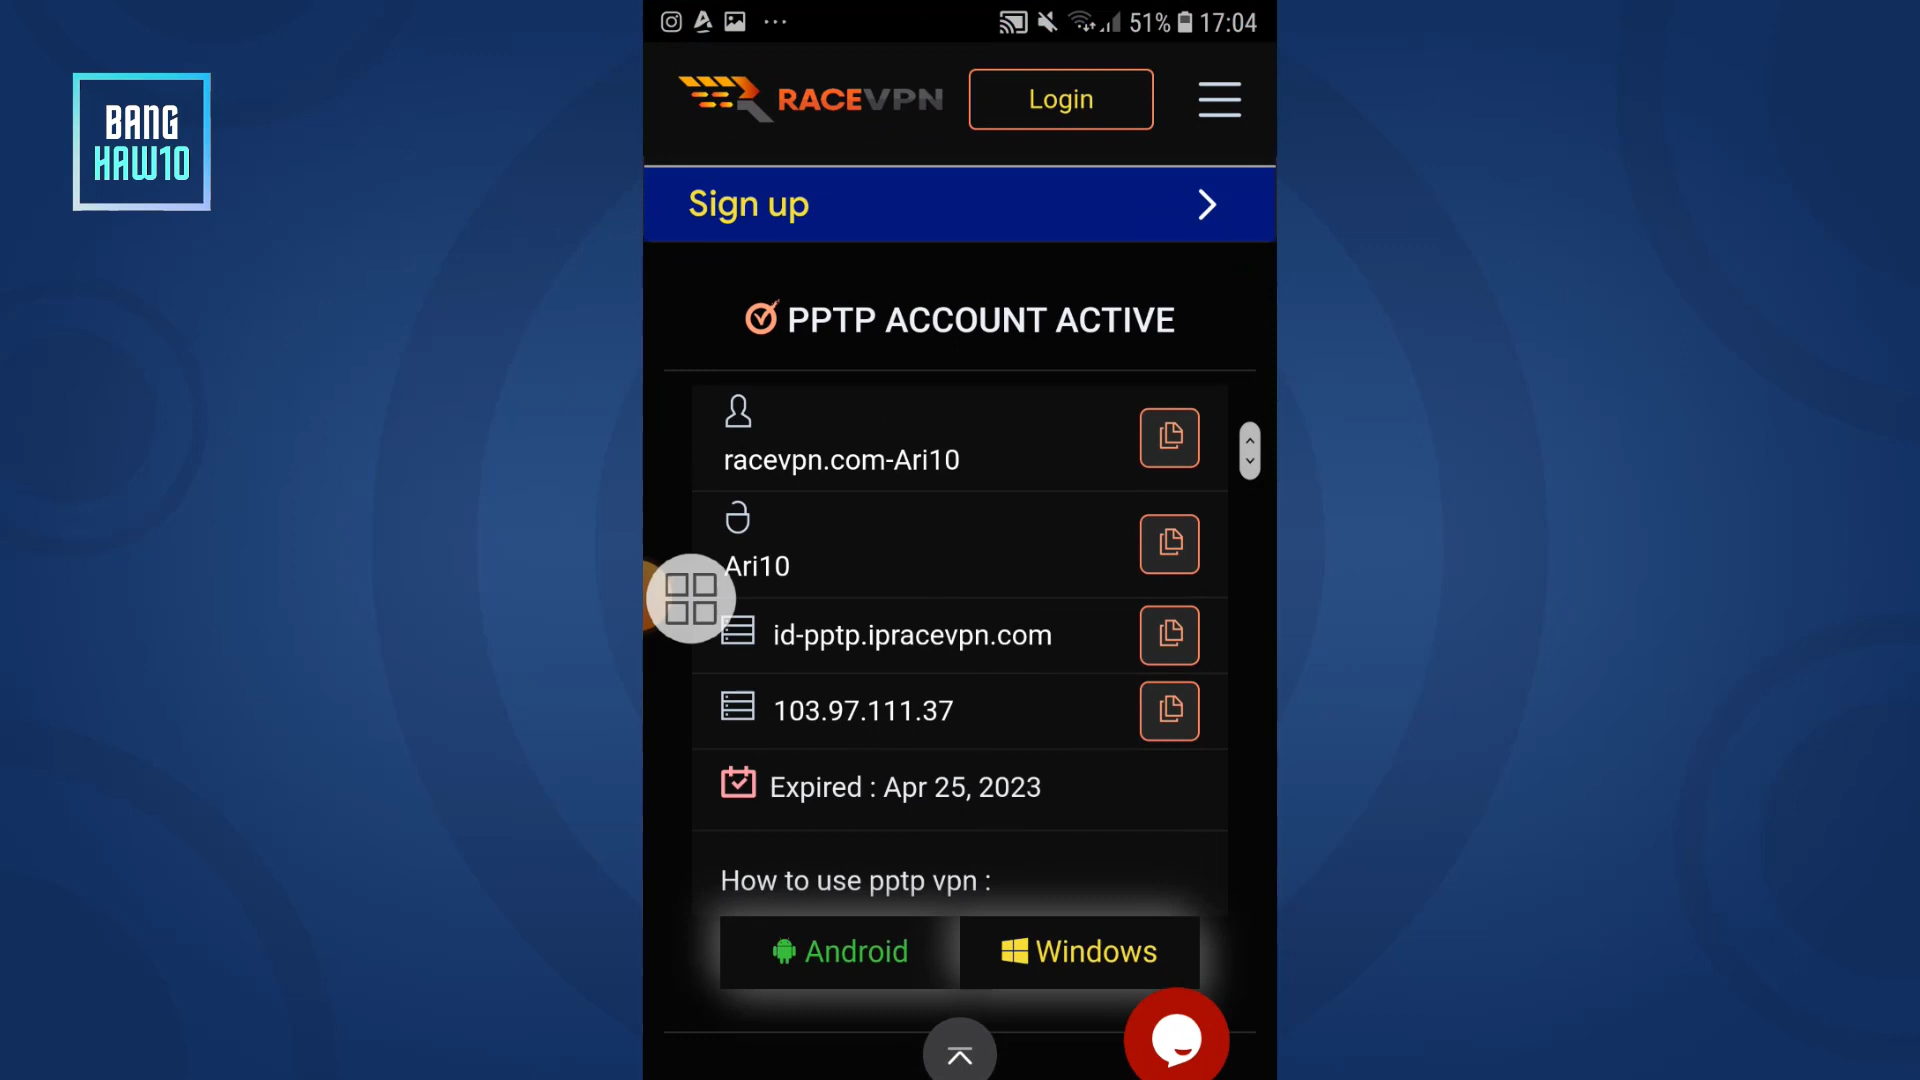 51% 17:04
BANG
HAW10
RACEVPN
Login
Sign up
PPTP ACCOUNT ACTIVE
racevpn.com-Ari10
Ari10
id-pptp.ipracevpn.com
103.97.111.37
Expired : Apr 25, 2023
How to use pptp vpn :
Android
Windows